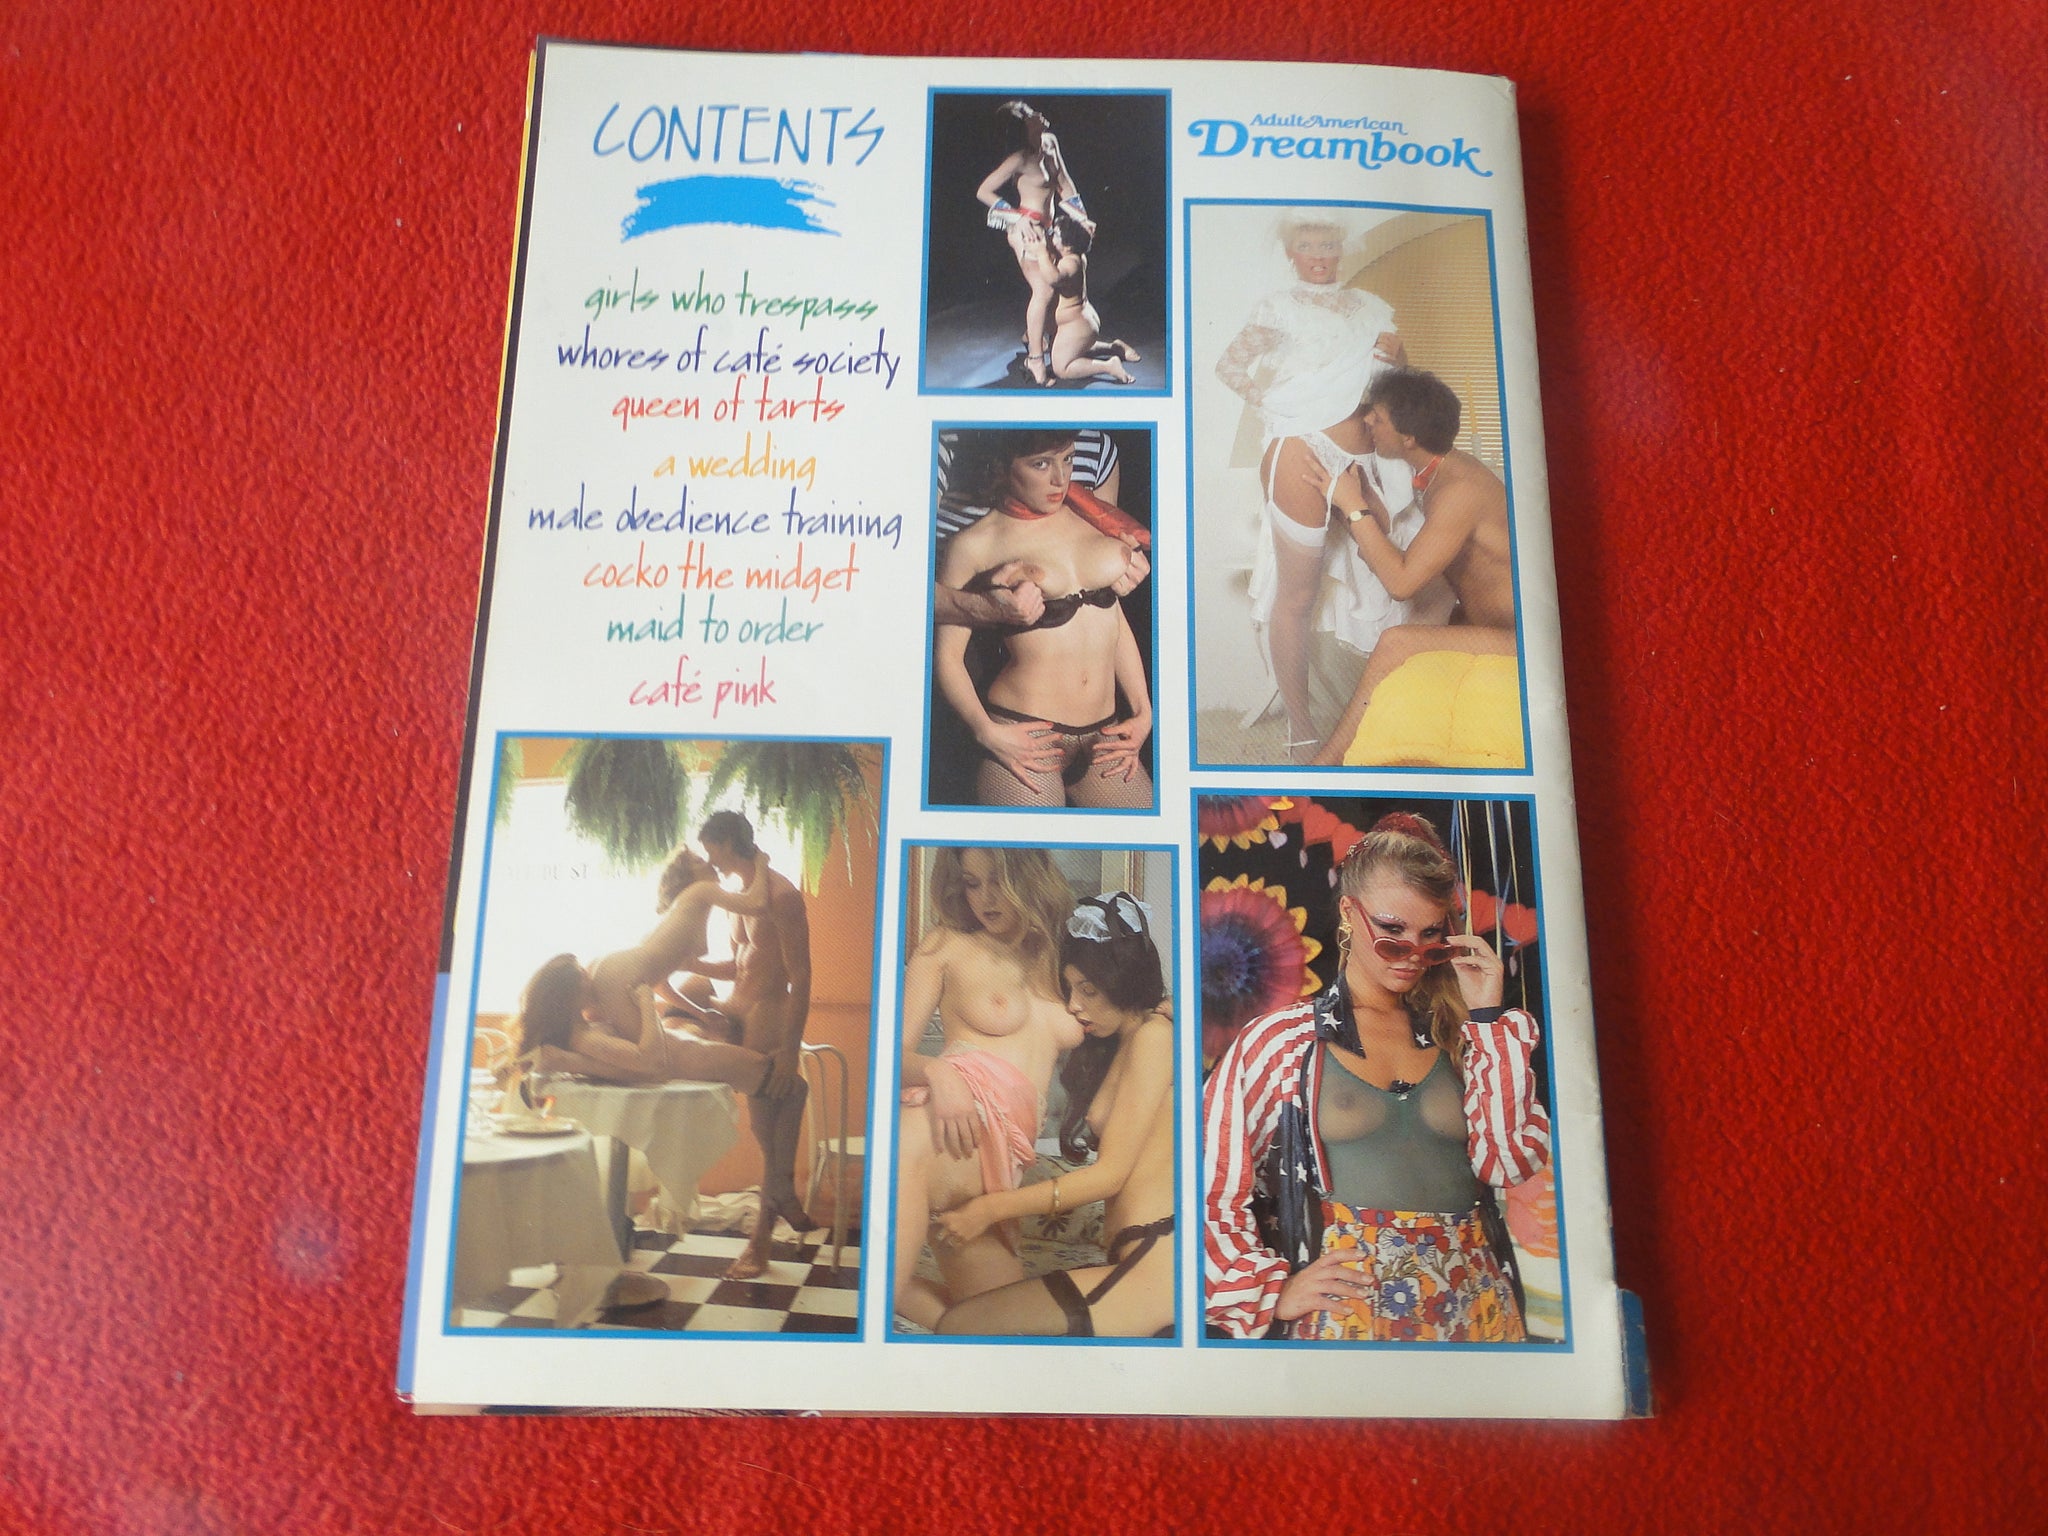 CONTENTS
girls who trespass
whores of café society
queen of tarts
a wedding
male obedience training
cocko the midget
maid to order
café pink
Adult American
Dreambook